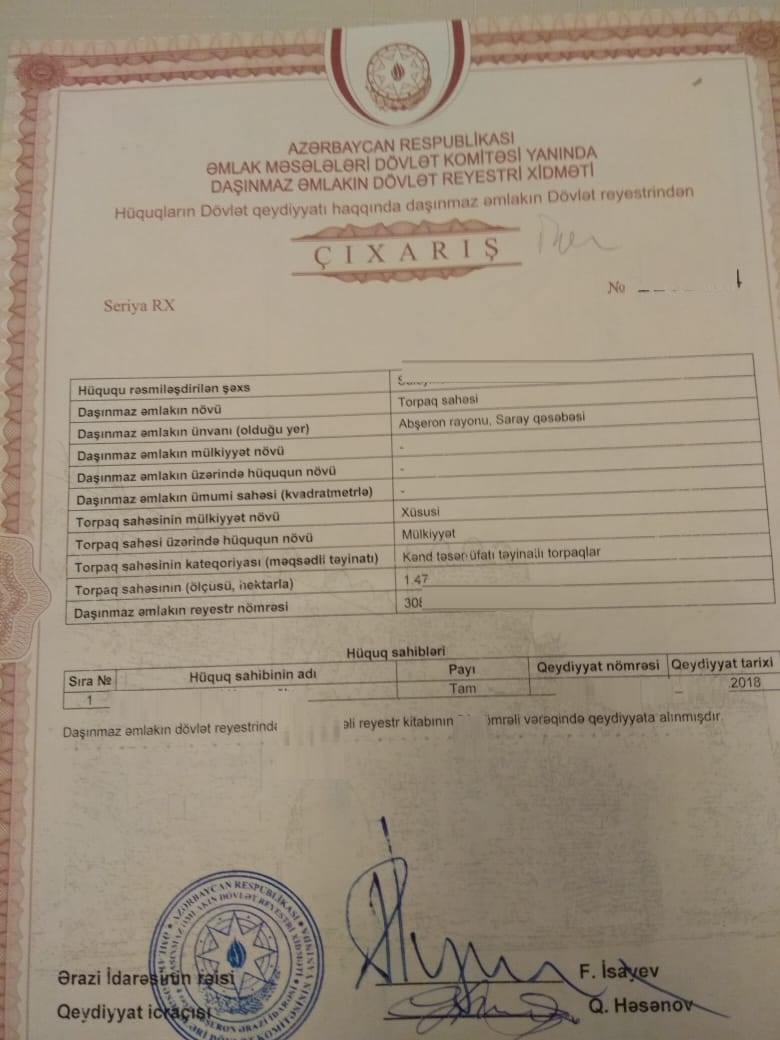 AZƏRBAYCAN RESPUBLİKASI
ƏMLAK MƏSƏLƏLƏRİ DÖVLƏT KOMİTƏSİ YANINDA
DAŞINMAZ ƏMLAKIN DÖVLƏT REYESTRİ XİDMƏTİ
Hüquqların Dövlət qeydiyyatı haqqında daşınmaz əmlakın Dövlət reyestrindən
ÇIXARIŞ
№
Seriya RX
Hüququ rəsmiləşdirilən şəxs
Daşınmaz əmlakın növü Torpaq sahəsi
Daşınmaz əmlakın ünvanı (olduğu yer) Abşeron rayonu, Saray qəsəbəsi
Daşınmaz əmlakın mülkiyyət növü -
Daşınmaz əmlakın üzərində hüququn növü -
Daşınmaz əmlakın ümumi sahəsi (kvadratmetrlə) -
Torpaq sahəsinin mülkiyyət növü Xüsusi
Torpaq sahəsi üzərində hüququn növü Mülkiyyət
Torpaq sahəsinin kateqoriyası (məqsədli təyinatı) Kənd təsərüfatı təyinatlı torpaqlar
Torpaq sahəsinin (ölçüsü, hektarla) 1.47
Daşınmaz əmlakın reyestr nömrəsi 30
Hüquq sahibləri
Sıra № Hüquq sahibinin adı Payı Qeydiyyat nömrəsi Qeydiyyat tarixi
1 Tam 2018
Daşınmaz əmlakın dövlət reyestrində əli reyestr kitabının ömrəli vərəqində qeydiyyata alınmışdır.
Ərazi İdarəsinin rəisi F. İsayev
Qeydiyyat icraçısı Q. Həsənov